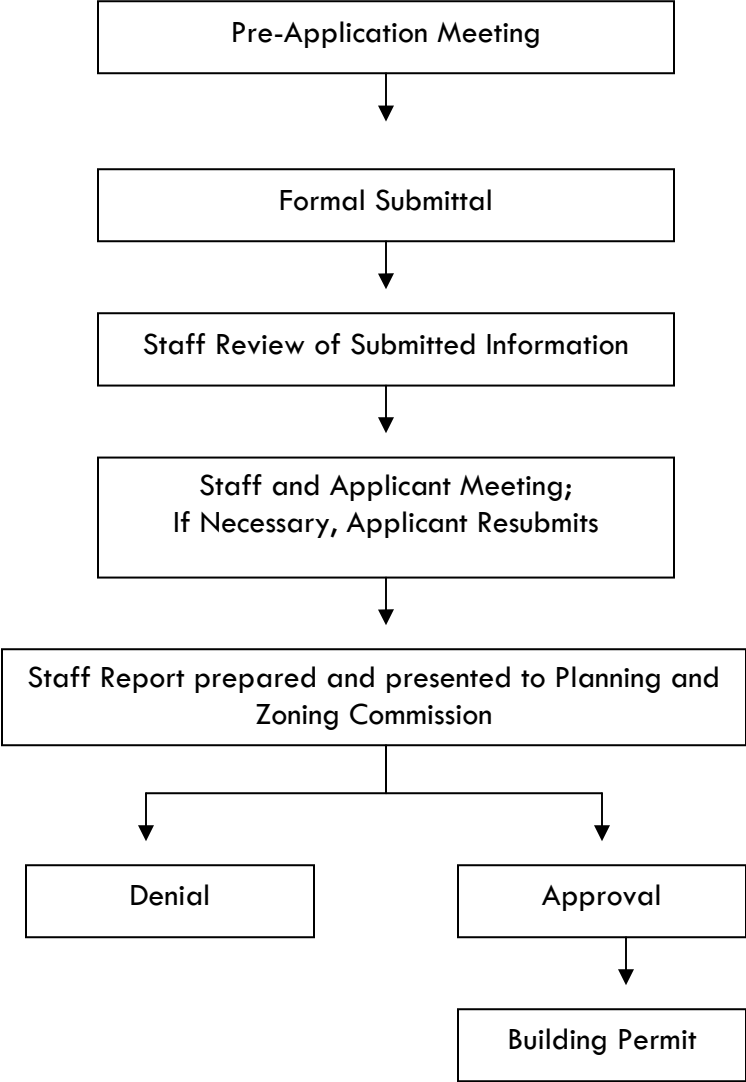 Pre-Application Meeting
Formal Submittal
Staff Review of Submitted Information
Staff and Applicant Meeting;
If Necessary, Applicant Resubmits
Staff Report prepared and presented to Planning and
Zoning Commission
Denial
Approval
Building Permit